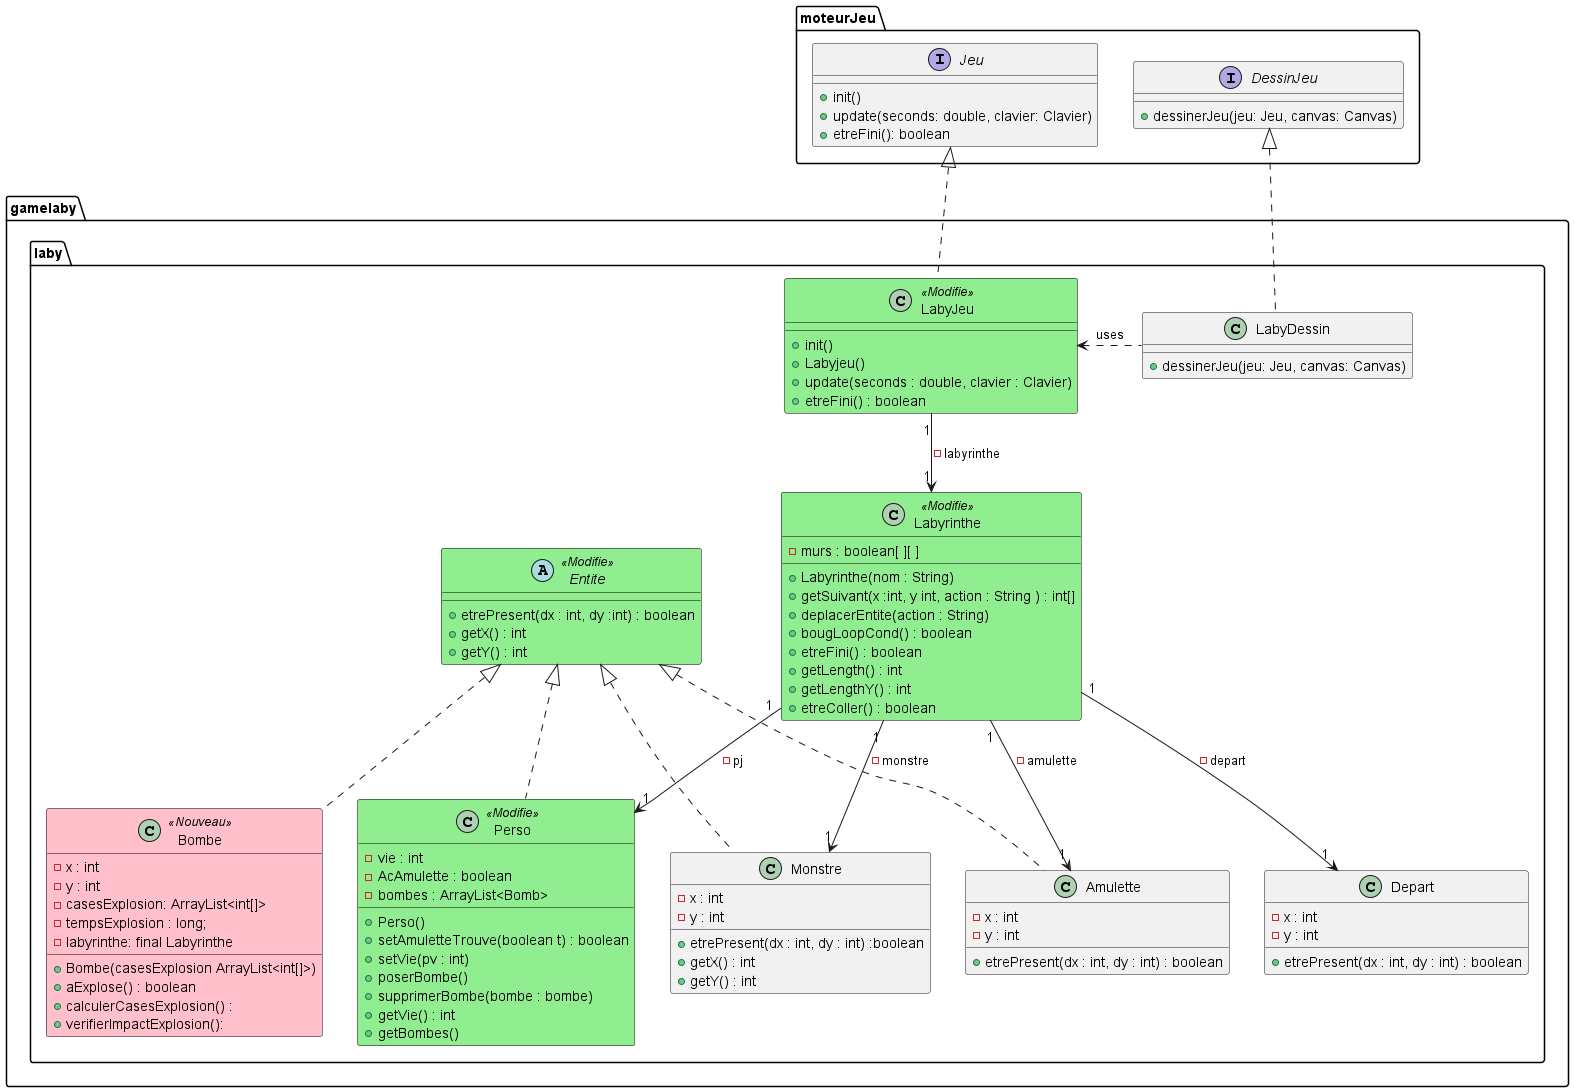 moteurJeu
I Jeu
init()
update(seconds: double, clavier: Clavier)
etreFini(): boolean
I DessinJeu
dessinerJeu(jeu: Jeu, canvas: Canvas)
gamelaby
laby
«Modifie»
C LabyJeu
init()
Labyjeu()
update(seconds : double, clavier : Clavier)
etreFini() : boolean
uses
C LabyDessin
dessinerJeu(jeu: Jeu, canvas: Canvas)
1
labyrinthe
1
«Modifie»
C Labyrinthe
murs : boolean[ ][ ]
Labyrinthe(nom : String)
getSuivant(x :int, y int, action : String ) : int[]
deplacerEntite(action : String)
bougLoopCond() : boolean
etreFini() : boolean
getLength() : int
getLengthY() : int
etreColler() : boolean
«Modifie»
A Entite
etrePresent(dx : int, dy :int) : boolean
getX() : int
getY() : int
1
1
1
1
pj
monstre
amulette
depart
1
1
1
1
«Nouveau»
C Bombe
x : int
y : int
casesExplosion: ArrayList<int[]>
tempsExplosion : long;
labyrinthe: final Labyrinthe
Bombe(casesExplosion ArrayList<int[]>)
aExplose() : boolean
calculerCasesExplosion() :
verifierImpactExplosion():
«Modifie»
C Perso
vie : int
AcAmulette : boolean
bombes : ArrayList<Bomb>
Perso()
setAmuletteTrouve(boolean t) : boolean
setVie(pv : int)
poserBombe()
supprimerBombe(bombe : bombe)
getVie() : int
getBombes()
C Monstre
x : int
y : int
etrePresent(dx : int, dy : int) :boolean
getX() : int
getY() : int
C Amulette
x : int
y : int
etrePresent(dx : int, dy : int) : boolean
C Depart
x : int
y : int
etrePresent(dx : int, dy : int) : boolean